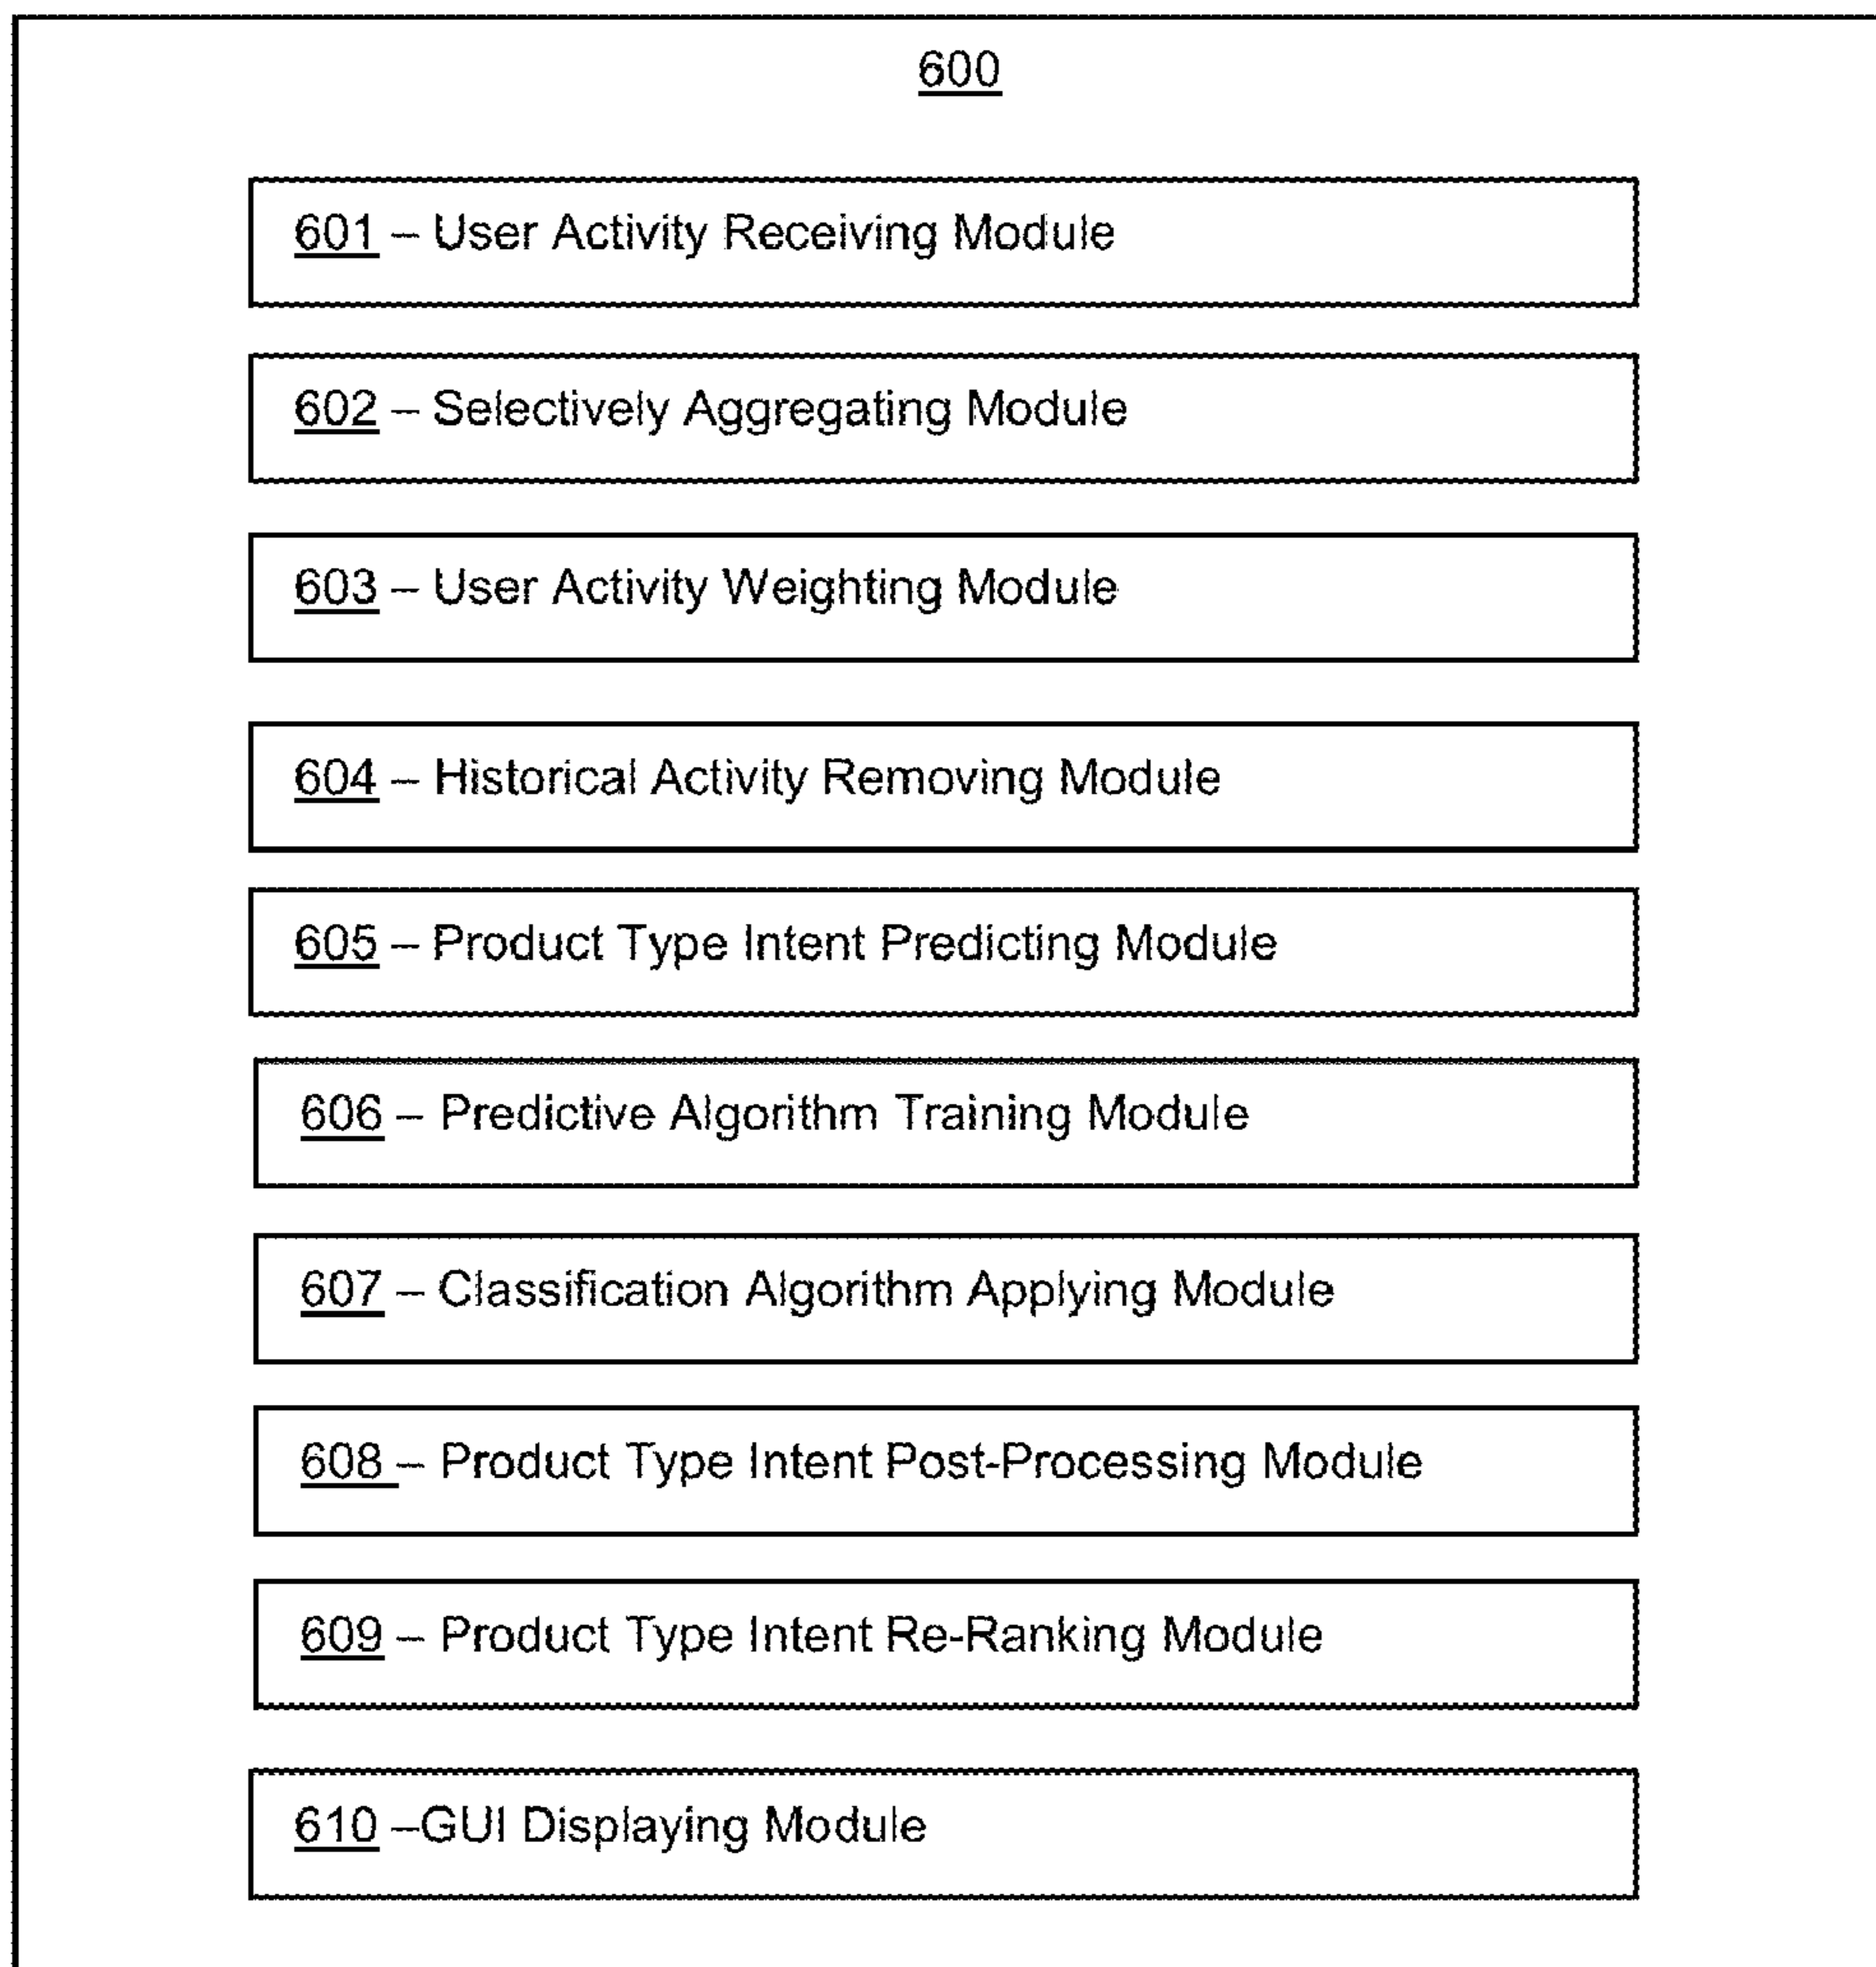 600
601 – User Activity Receiving Module
602 – Selectively Aggregating Module
603 – User Activity Weighting Module
604 – Historical Activity Removing Module
605 – Product Type Intent Predicting Module
606 – Predictive Algorithm Training Module
607 – Classification Algorithm Applying Module
608 – Product Type Intent Post-Processing Module
609 – Product Type Intent Re-Ranking Module
610 –GUI Displaying Module